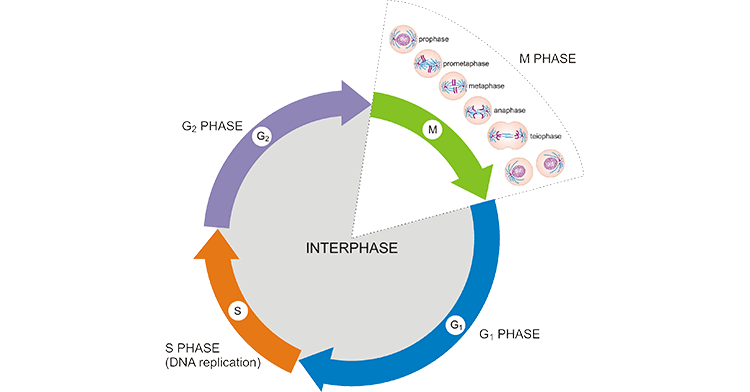 prophase
prometaphase
M PHASE
metaphase
anaphase
G₂ PHASE
G₂
M
telophase
INTERPHASE
S
G₁
G₁ PHASE
S PHASE
(DNA replication)